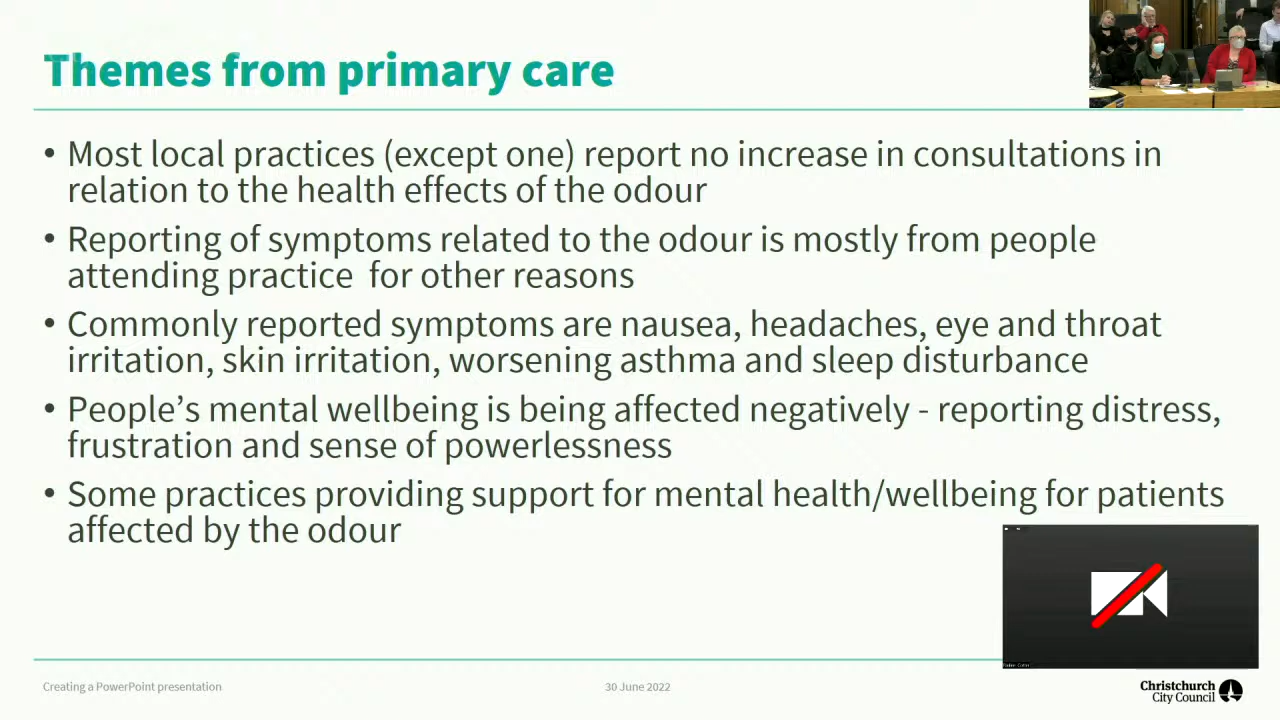 Themes from primary care
• Most local practices (except one) report no increase in consultations in
relation to the health effects of the odour
• Reporting of symptoms related to the odour is mostly from people
attending practice  for other reasons
• Commonly reported symptoms are nausea, headaches, eye and throat
irritation, skin irritation, worsening asthma and sleep disturbance
• People’s mental wellbeing is being affected negatively - reporting distress,
frustration and sense of powerlessness
• Some practices providing support for mental health/wellbeing for patients
affected by the odour
Creating a PowerPoint presentation
30 June 2022
Christchurch
City Council